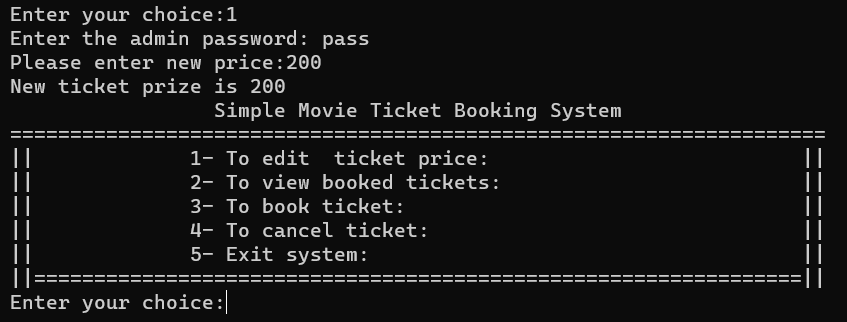 Enter your choice:1
Enter the admin password: pass
Please enter new price:200
New ticket prize is 200
                 Simple Movie Ticket Booking System
====================================================================
||             1- To edit  ticket price:                          ||
||             2- To view booked tickets:                         ||
||             3- To book ticket:                                 ||
||             4- To cancel ticket:                               ||
||             5- Exit system:                                    ||
||================================================================||
Enter your choice: